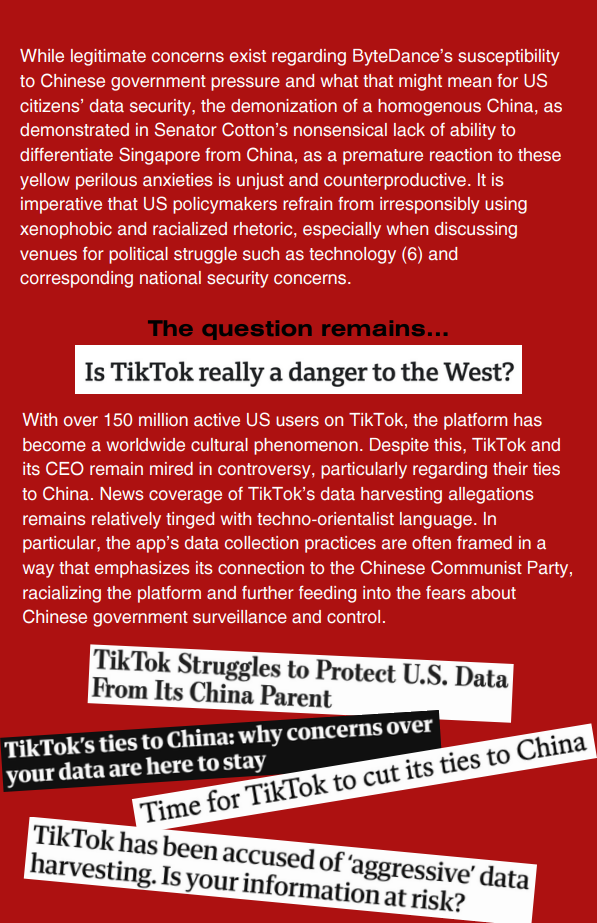 While legitimate concerns exist regarding ByteDance's susceptibility
to Chinese government pressure and what that might mean for US
citizens' data security, the demonization of a homogenous China, as
demonstrated in Senator Cotton's nonsensical lack of ability to
differentiate Singapore from China, as a premature reaction to these
yellow perilous anxieties is unjust and counterproductive. It is
imperative that US policymakers refrain from irresponsibly using
xenophobic and racialized rhetoric, especially when discussing
venues for political struggle such as technology (6) and
corresponding national security concerns.
The question remains...
Is TikTok really a danger to the West?
With over 150 million active US users on TikTok, the platform has
become a worldwide cultural phenomenon. Despite this, TikTok and
its CEO remain mired in controversy, particularly regarding their ties
to China. News coverage of TikTok's data harvesting allegations
remains relatively tinged with techno-orientalist language. In
particular, the app's data collection practices are often framed in a
way that emphasizes its connection to the Chinese Communist Party,
racializing the platform and further feeding into the fears about
Chinese government surveillance and control.
TikTok Struggles to Protect U.S. Data
From Its China Parent
TikTok's ties to China: why concerns over
your data are here to stay
Time for TikTok to cut its ties to China
TikTok has been accused of 'aggressive' data
harvesting. Is your information at risk?